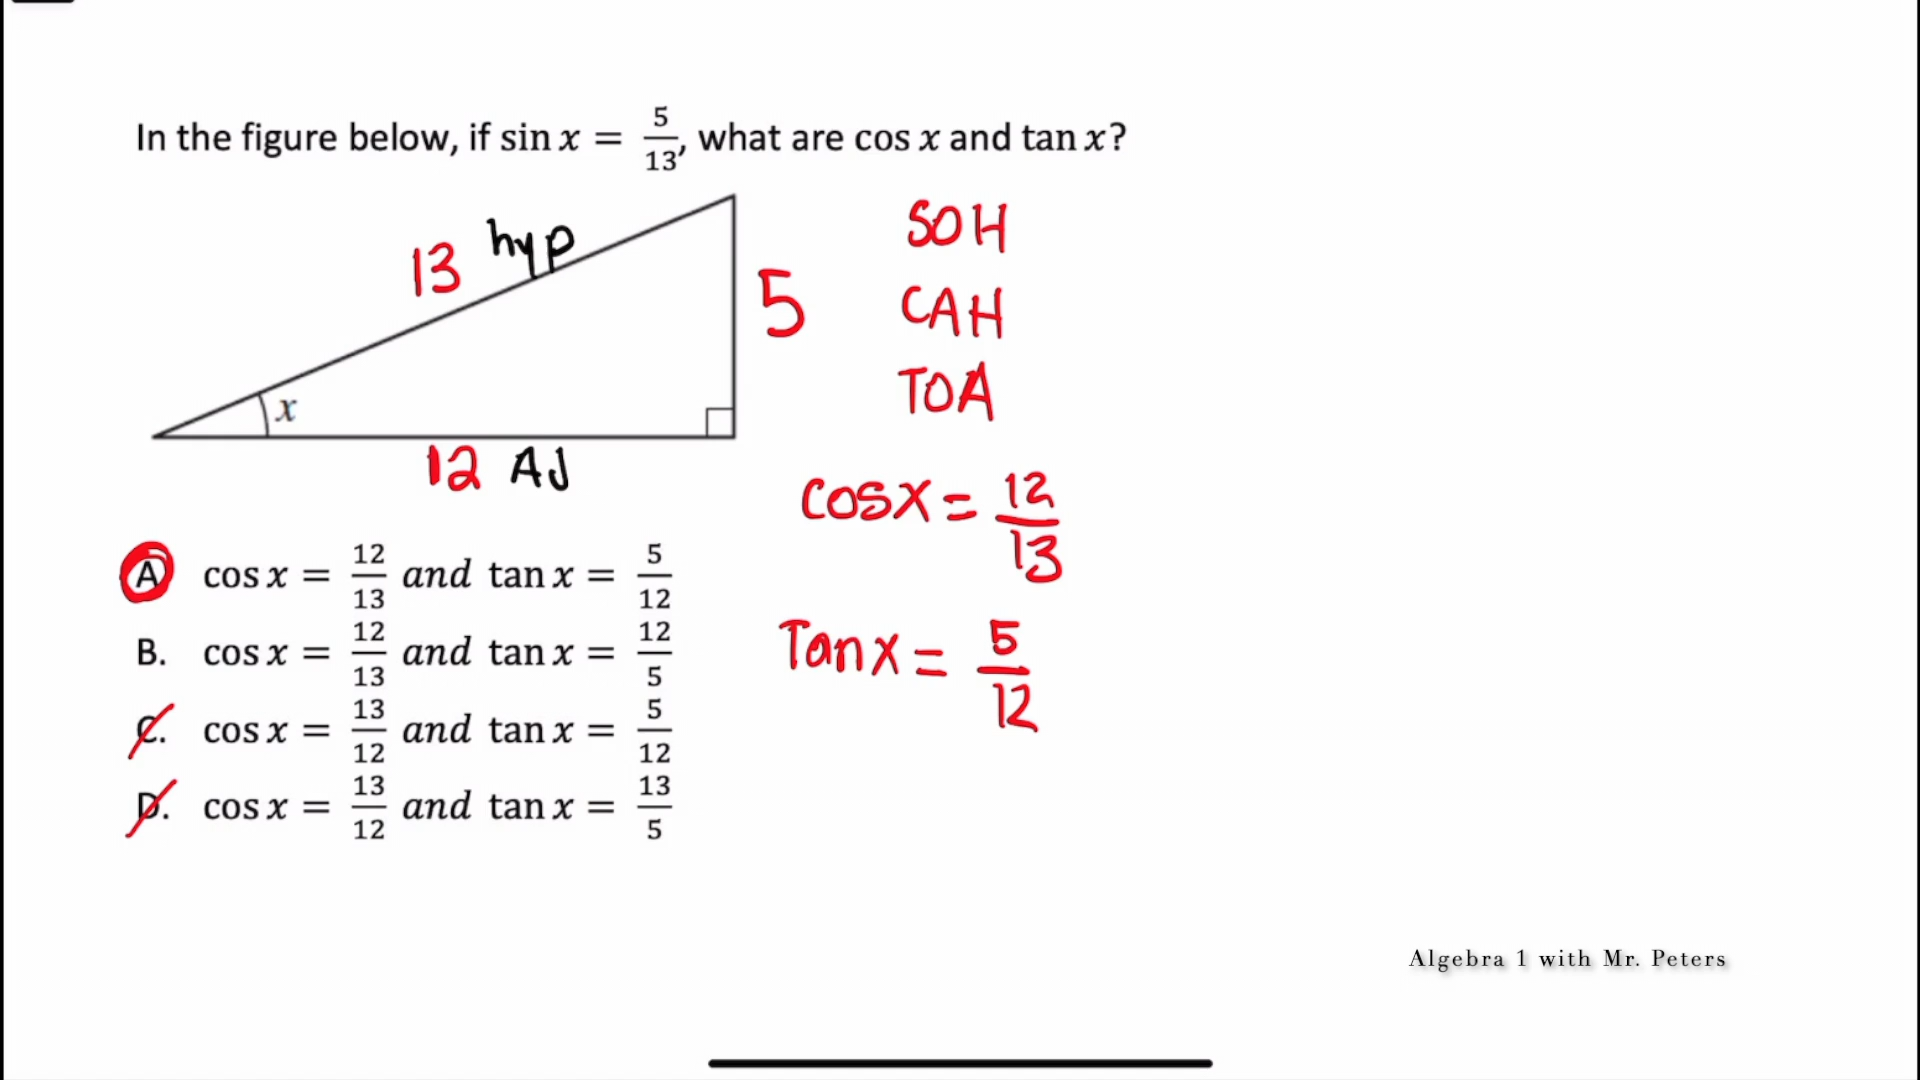 In the figure below, if sin x = 5/13, what are cos x and tan x?
13 hyp
5
x
12 AJ
SOH
CAH
TOA
cosx = 12/13
Tanx = 5/12
A cos x = 12/13 and tan x = 5/12
B. cos x = 12/13 and tan x = 12/5
C. cos x = 13/12 and tan x = 5/12
D. cos x = 13/12 and tan x = 13/5
Algebra 1 with Mr. Peters